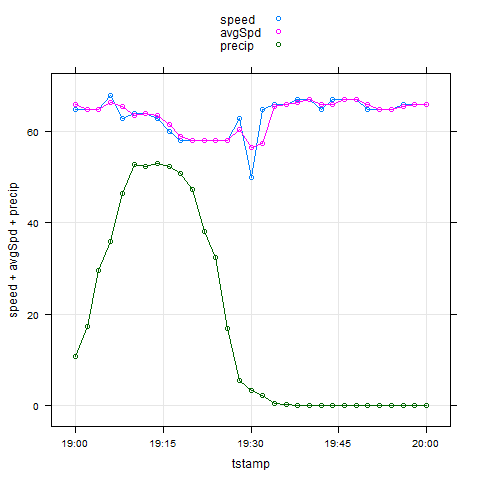 speed
avgSpd
precip
speed + avgSpd + precip
60
40
20
0
19:00 19:15 19:30 19:45 20:00
tstamp